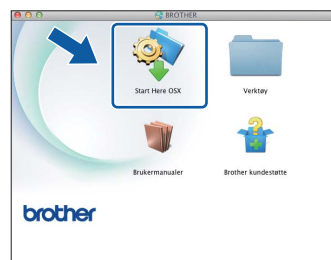 BROTHER
Start Here OSX
Verktøy
Brukermanualer
Brother kundestøtte
brother